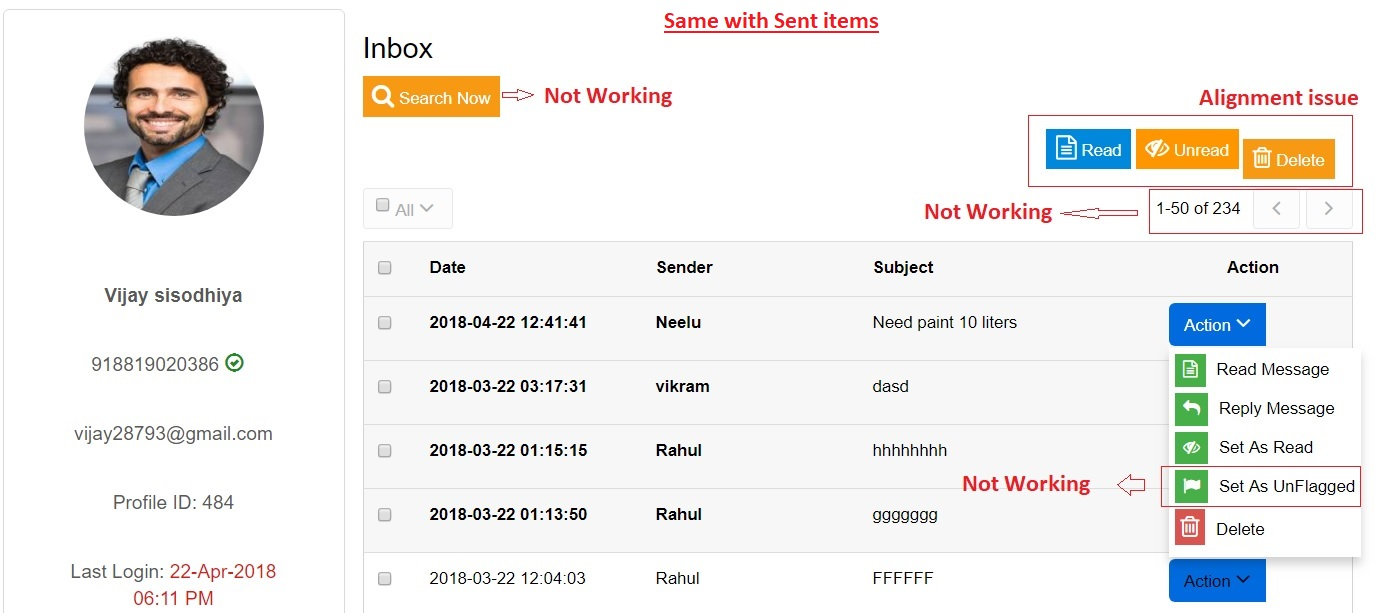 Same with Sent items
Inbox
Search Now
Not Working
Alignment issue
Read
Unread
Delete
All
Not Working
1-50 of 234
Date Sender Subject Action
2018-04-22 12:41:41 Neelu Need paint 10 liters Action
2018-03-22 03:17:31 vikram dasd
2018-03-22 01:15:15 Rahul hhhhhhhh
2018-03-22 01:13:50 Rahul ggggggg
2018-03-22 12:04:03 Rahul FFFFFF Action
Read Message
Reply Message
Set As Read
Not Working
Set As UnFlagged
Delete
Vijay sisodhiya
918819020386
vijay28793@gmail.com
Profile ID: 484
Last Login: 22-Apr-2018
06:11 PM